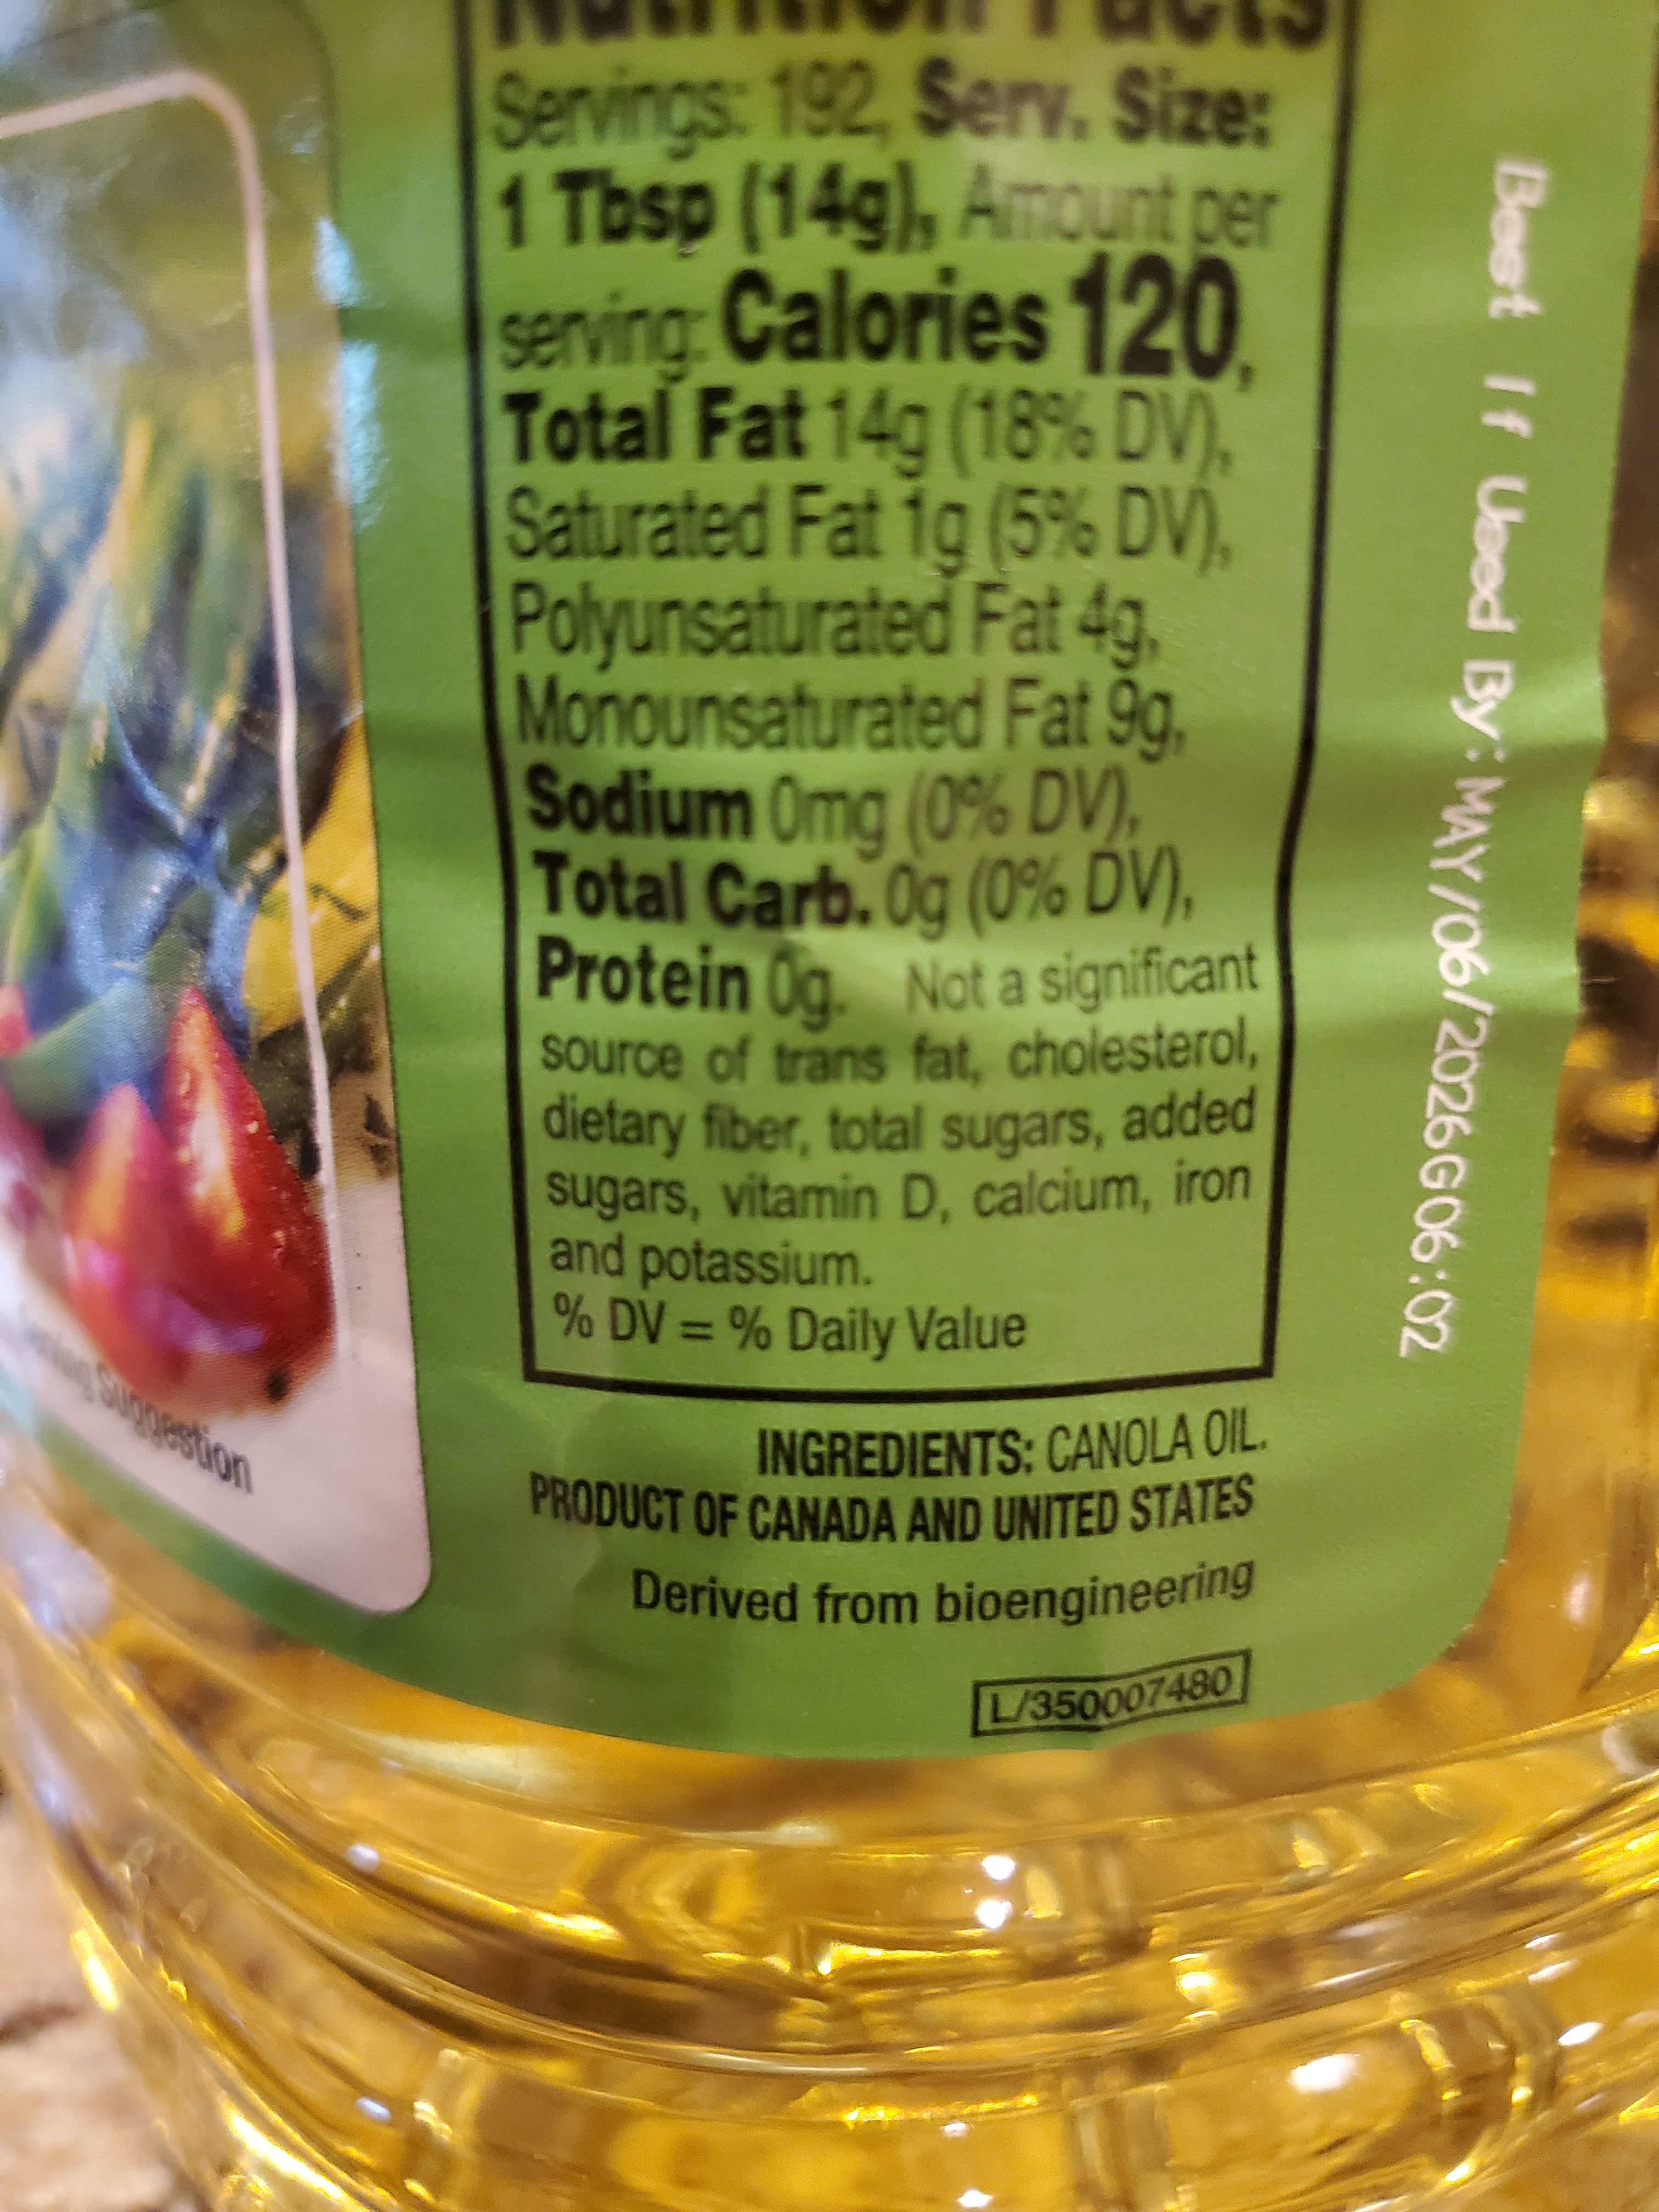 Nutrition Facts
Servings: 192, Serv. Size:
1 Tbsp (14g), Amount per
serving: Calories 120,
Total Fat 14g (18% DV),
Saturated Fat 1g (5% DV),
Polyunsaturated Fat 4g,
Monounsaturated Fat 9g,
Sodium 0mg (0% DV),
Total Carb. 0g (0% DV),
Protein 0g. Not a significant
source of trans fat, cholesterol,
dietary fiber, total sugars, added
sugars, vitamin D, calcium, iron
and potassium.
% DV = % Daily Value
INGREDIENTS: CANOLA OIL.
PRODUCT OF CANADA AND UNITED STATES
Derived from bioengineering
L/350007480
Best If Used By:MAY/06/2026G06:02
Suggestion